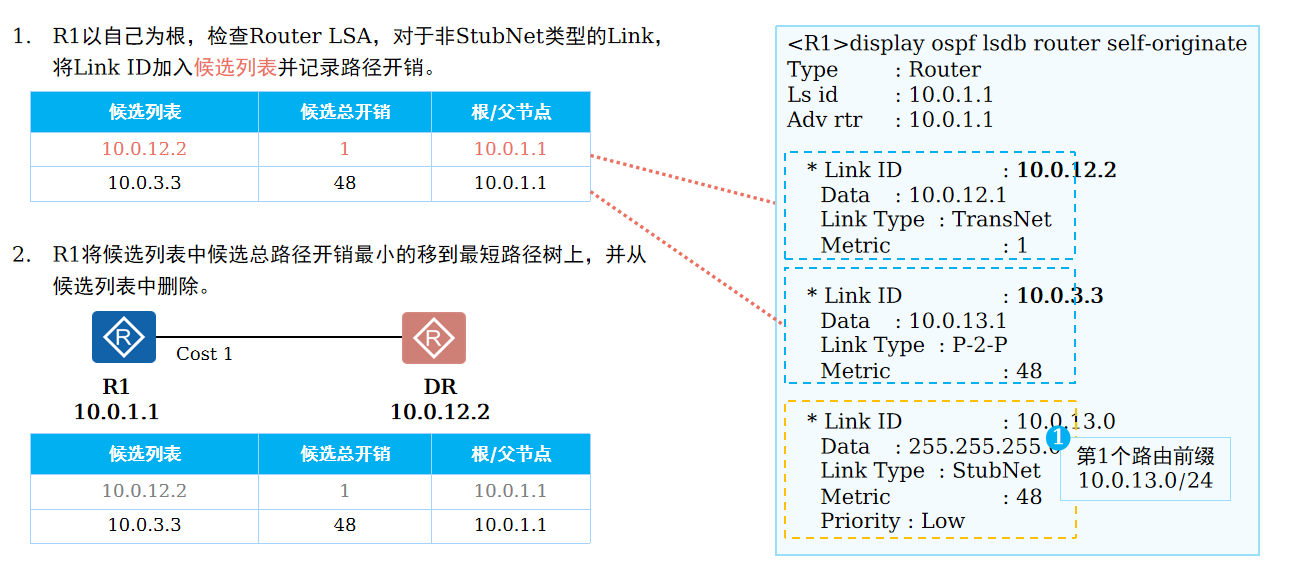 1. R1以自己为根，检查Router LSA，对于非StubNet类型的Link，
将Link ID加入候选列表并记录路径开销。
候选列表 候选总开销 根/父节点
10.0.12.2 1 10.0.1.1
10.0.3.3 48 10.0.1.1
2. R1将候选列表中候选总路径开销最小的移到最短路径树上，并从
候选列表中删除。
R R
Cost 1
R1 DR
10.0.1.1 10.0.12.2
候选列表 候选总开销 根/父节点
10.0.12.2 1 10.0.1.1
10.0.3.3 48 10.0.1.1
<R1>display ospf lsdb router self-originate
Type : Router
Ls id : 10.0.1.1
Adv rtr : 10.0.1.1
* Link ID : 10.0.12.2
Data : 10.0.12.1
Link Type : TransNet
Metric : 1
* Link ID : 10.0.3.3
Data : 10.0.13.1
Link Type : P-2-P
Metric : 48
* Link ID : 10.0.13.0
Data : 255.255.255.0
Link Type : StubNet
Metric : 48
Priority : Low
1
第1个路由前缀
10.0.13.0/24